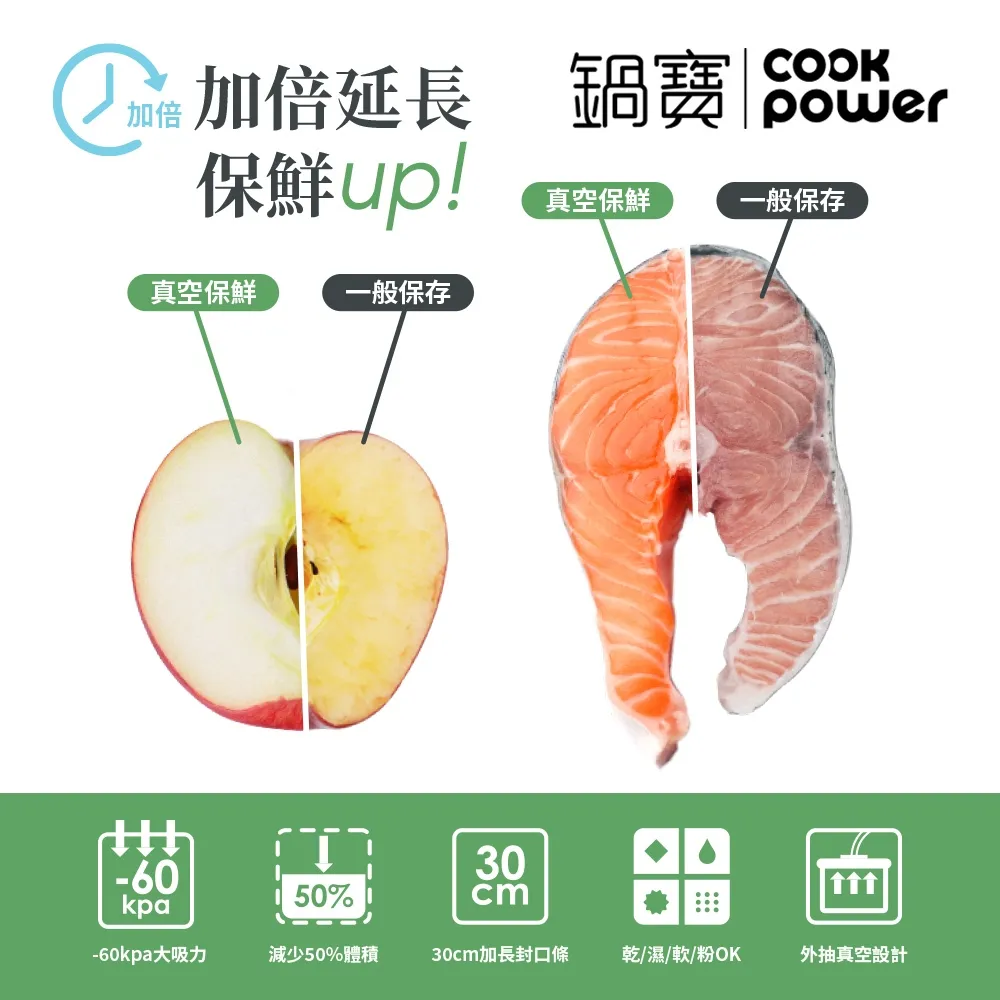 加倍
加倍延長
保鮮up!
鍋寶
COOK
power
真空保鮮
一般保存
真空保鮮
一般保存
-60
kpa
50%
30
cm
-60kpa大吸力
減少50%體積
30cm加長封口條
乾/濕/軟/粉OK
外抽真空設計